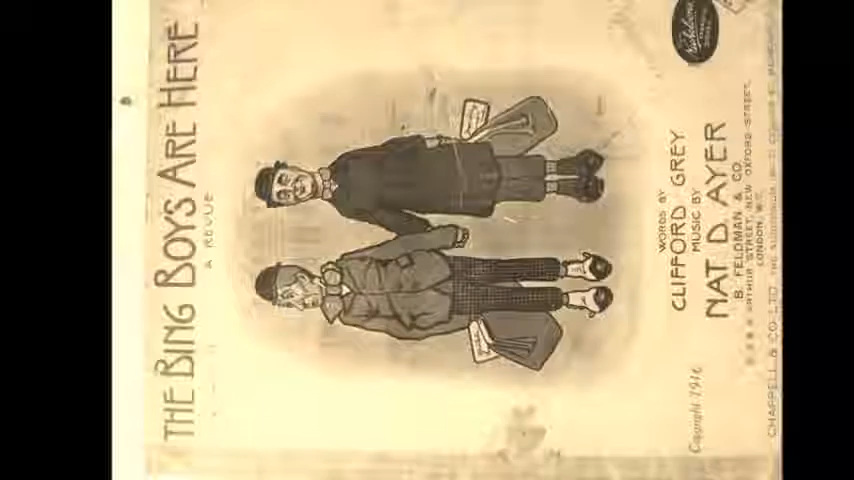 THE BING BOYS ARE HERE
A REVUE
WORDS BY
CLIFFORD GREY
MUSIC BY
NAT D. AYER
B. FELDMAN & CO.
ARTHUR STREET, NEW OXFORD STREET,
LONDON, W.C.
Copyright 1916
CHAPPELL & CO LTD